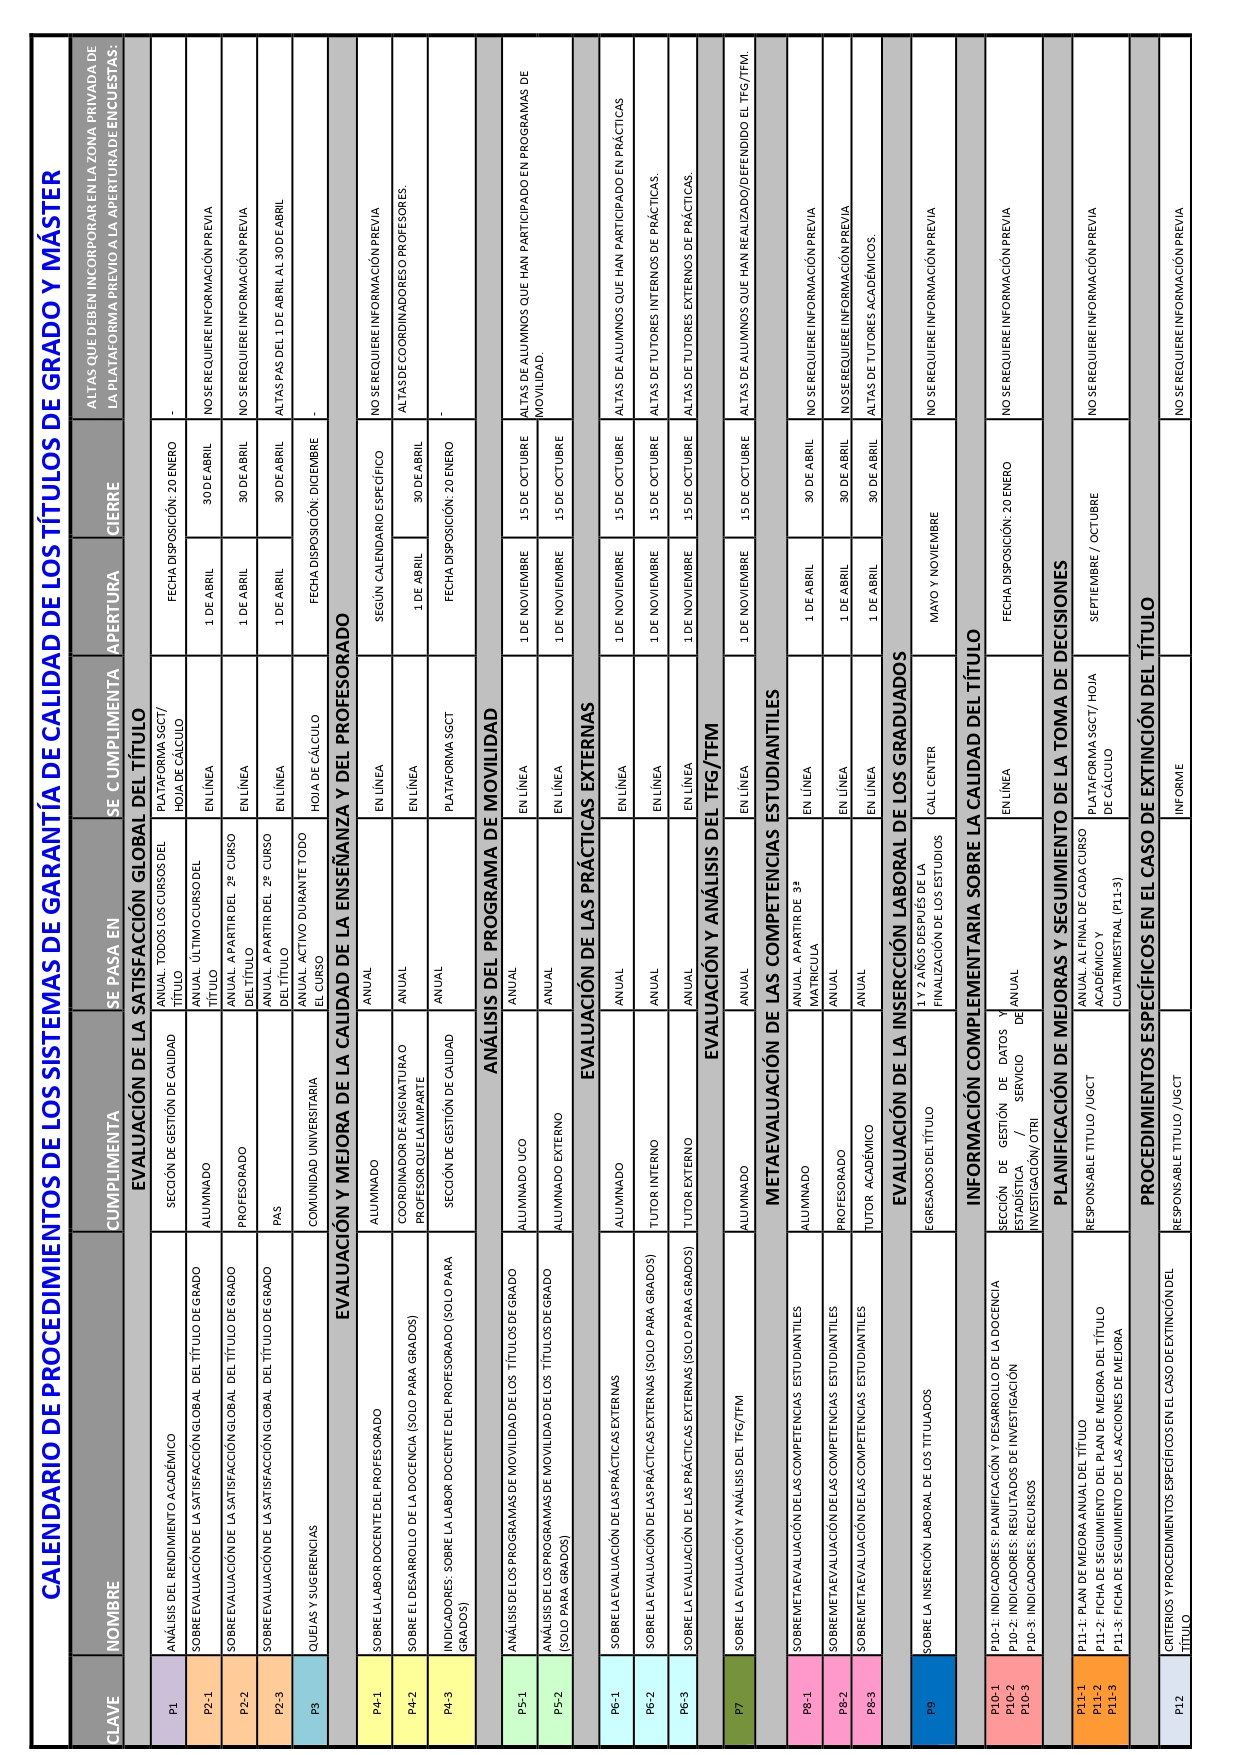 CALENDARIO DE PROCEDIMIENTOS DE LOS SISTEMAS DE GARANTÍA DE CALIDAD DE LOS TÍTULOS DE GRADO Y MÁSTER
CLAVE NOMBRE CUMPLIMENTA SE PASA EN SE CUMPLIMENTA APERTURA CIERRE ALTAS QUE DEBEN INCORPORAR EN LA ZONA PRIVADA DE
LA PLATAFORMA PREVIO A LA APERTURA DE ENCUESTAS:
EVALUACIÓN DE LA SATISFACCIÓN GLOBAL DEL TÍTULO
P1 ANÁLISIS DEL RENDIMIENTO ACADÉMICO SECCIÓN DE GESTIÓN DE CALIDAD ANUAL. TODOS LOS CURSOS DEL
TÍTULO PLATAFORMA SGCT/
HOJA DE CÁLCULO FECHA DISPOSICIÓN: 20 ENERO -
P2-1 SOBRE EVALUACIÓN DE LA SATISFACCIÓN GLOBAL DEL TÍTULO DE GRADO ALUMNADO ANUAL. ÚLTIMO CURSO DEL
TÍTULO EN LÍNEA 1 DE ABRIL 30 DE ABRIL NO SE REQUIERE INFORMACIÓN PREVIA
P2-2 SOBRE EVALUACIÓN DE LA SATISFACCIÓN GLOBAL DEL TÍTULO DE GRADO PROFESORADO ANUAL. A PARTIR DEL 2º CURSO
DEL TÍTULO EN LÍNEA 1 DE ABRIL 30 DE ABRIL NO SE REQUIERE INFORMACIÓN PREVIA
P2-3 SOBRE EVALUACIÓN DE LA SATISFACCIÓN GLOBAL DEL TÍTULO DE GRADO PAS ANUAL. A PARTIR DEL 2º CURSO
DEL TÍTULO EN LÍNEA 1 DE ABRIL 30 DE ABRIL ALTAS PAS DEL 1 DE ABRIL AL 30 DE ABRIL
P3 QUEJAS Y SUGERENCIAS COMUNIDAD UNIVERSITARIA ANUAL. ACTIVO DURANTE TODO
EL CURSO HOJA DE CÁLCULO FECHA DISPOSICIÓN: DICIEMBRE -
EVALUACIÓN Y MEJORA DE LA CALIDAD DE LA ENSEÑANZA Y DEL PROFESORADO
P4-1 SOBRE LA LABOR DOCENTE DEL PROFESORADO ALUMNADO ANUAL EN LÍNEA SEGÚN CALENDARIO ESPECÍFICO NO SE REQUIERE INFORMACIÓN PREVIA
P4-2 SOBRE EL DESARROLLO DE LA DOCENCIA (SOLO PARA GRADOS) COORDINADOR DE ASIGNATURA O
PROFESOR QUE LA IMPARTE ANUAL EN LÍNEA 1 DE ABRIL 30 DE ABRIL ALTAS DE COORDINADORES O PROFESORES.
P4-3 INDICADORES: SOBRE LA LABOR DOCENTE DEL PROFESORADO (SOLO PARA
GRADOS) SECCIÓN DE GESTIÓN DE CALIDAD ANUAL PLATAFORMA SGCT FECHA DISPOSICIÓN: 20 ENERO -
ANÁLISIS DEL PROGRAMA DE MOVILIDAD
P5-1 ANÁLISIS DE LOS PROGRAMAS DE MOVILIDAD DE LOS TÍTULOS DE GRADO ALUMNADO UCO ANUAL EN LÍNEA 1 DE NOVIEMBRE 15 DE OCTUBRE ALTAS DE ALUMNOS QUE HAN PARTICIPADO EN PROGRAMAS DE
MOVILIDAD.
P5-2 ANÁLISIS DE LOS PROGRAMAS DE MOVILIDAD DE LOS TÍTULOS DE GRADO
(SOLO PARA GRADOS) ALUMNADO EXTERNO ANUAL EN LÍNEA 1 DE NOVIEMBRE 15 DE OCTUBRE
EVALUACIÓN DE LAS PRÁCTICAS EXTERNAS
P6-1 SOBRE LA EVALUACIÓN DE LAS PRÁCTICAS EXTERNAS ALUMNADO ANUAL EN LÍNEA 1 DE NOVIEMBRE 15 DE OCTUBRE ALTAS DE ALUMNOS QUE HAN PARTICIPADO EN PRÁCTICAS
P6-2 SOBRE LA EVALUACIÓN DE LAS PRÁCTICAS EXTERNAS (SOLO PARA GRADOS) TUTOR INTERNO ANUAL EN LÍNEA 1 DE NOVIEMBRE 15 DE OCTUBRE ALTAS DE TUTORES INTERNOS DE PRÁCTICAS.
P6-3 SOBRE LA EVALUACIÓN DE LAS PRÁCTICAS EXTERNAS (SOLO PARA GRADOS) TUTOR EXTERNO ANUAL EN LÍNEA 1 DE NOVIEMBRE 15 DE OCTUBRE ALTAS DE TUTORES EXTERNOS DE PRÁCTICAS.
EVALUACIÓN Y ANÁLISIS DEL TFG/TFM
P7 SOBRE LA EVALUACIÓN Y ANÁLISIS DEL TFG/TFM ALUMNADO ANUAL EN LÍNEA 1 DE NOVIEMBRE 15 DE OCTUBRE ALTAS DE ALUMNOS QUE HAN REALIZADO/DEFENDIDO EL TFG/TFM.
METAEVALUACIÓN DE LAS COMPETENCIAS ESTUDIANTILES
P8-1 SOBRE METAEVALUACIÓN DE LAS COMPETENCIAS ESTUDIANTILES ALUMNADO ANUAL. A PARTIR DE 3ª
MATRICULA EN LÍNEA 1 DE ABRIL 30 DE ABRIL NO SE REQUIERE INFORMACIÓN PREVIA
P8-2 SOBRE METAEVALUACIÓN DE LAS COMPETENCIAS ESTUDIANTILES PROFESORADO ANUAL EN LÍNEA 1 DE ABRIL 30 DE ABRIL NO SE REQUIERE INFORMACIÓN PREVIA
P8-3 SOBRE METAEVALUACIÓN DE LAS COMPETENCIAS ESTUDIANTILES TUTOR ACADÉMICO ANUAL EN LÍNEA 1 DE ABRIL 30 DE ABRIL ALTAS DE TUTORES ACADÉMICOS.
EVALUACIÓN DE LA INSERCCIÓN LABORAL DE LOS GRADUADOS
P9 SOBRE LA INSERCIÓN LABORAL DE LOS TITULADOS EGRESADOS DEL TÍTULO 1 Y 2 AÑOS DESPUÉS DE LA
FINALIZACIÓN DE LOS ESTUDIOS CALL CENTER MAYO Y NOVIEMBRE NO SE REQUIERE INFORMACIÓN PREVIA
INFORMACIÓN COMPLEMENTARIA SOBRE LA CALIDAD DEL TÍTULO
P10-1
P10-2
P10-3
P10-1: INDICADORES: PLANIFICACIÓN Y DESARROLLO DE LA DOCENCIA
P10-2: INDICADORES: RESULTADOS DE INVESTIGACIÓN
P10-3: INDICADORES: RECURSOS
SECCIÓN DE GESTIÓN DE DATOS Y
ESTADÍSTICA / SERVICIO DE
INVESTIGACIÓN/ OTRI
ANUAL EN LÍNEA FECHA DISPOSICIÓN: 20 ENERO NO SE REQUIERE INFORMACIÓN PREVIA
PLANIFICACIÓN DE MEJORAS Y SEGUIMIENTO DE LA TOMA DE DECISIONES
P11-1
P11-2
P11-3
P11-1: PLAN DE MEJORA ANUAL DEL TÍTULO
P11-2: FICHA DE SEGUIMIENTO DEL PLAN DE MEJORA DEL TÍTULO
P11-3: FICHA DE SEGUIMIENTO DE LAS ACCIONES DE MEJORA
RESPONSABLE TITULO /UGCT
ANUAL. AL FINAL DE CADA CURSO
ACADÉMICO Y
CUATRIMESTRAL (P11-3)
PLATAFORMA SGCT/ HOJA
DE CÁLCULO
SEPTIEMBRE / OCTUBRE NO SE REQUIERE INFORMACIÓN PREVIA
PROCEDIMIENTOS ESPECÍFICOS EN EL CASO DE EXTINCIÓN DEL TÍTULO
P12 CRITERIOS Y PROCEDIMIENTOS ESPECÍFICOS EN EL CASO DE EXTINCIÓN DEL
TÍTULO RESPONSABLE TITULO /UGCT INFORME NO SE REQUIERE INFORMACIÓN PREVIA